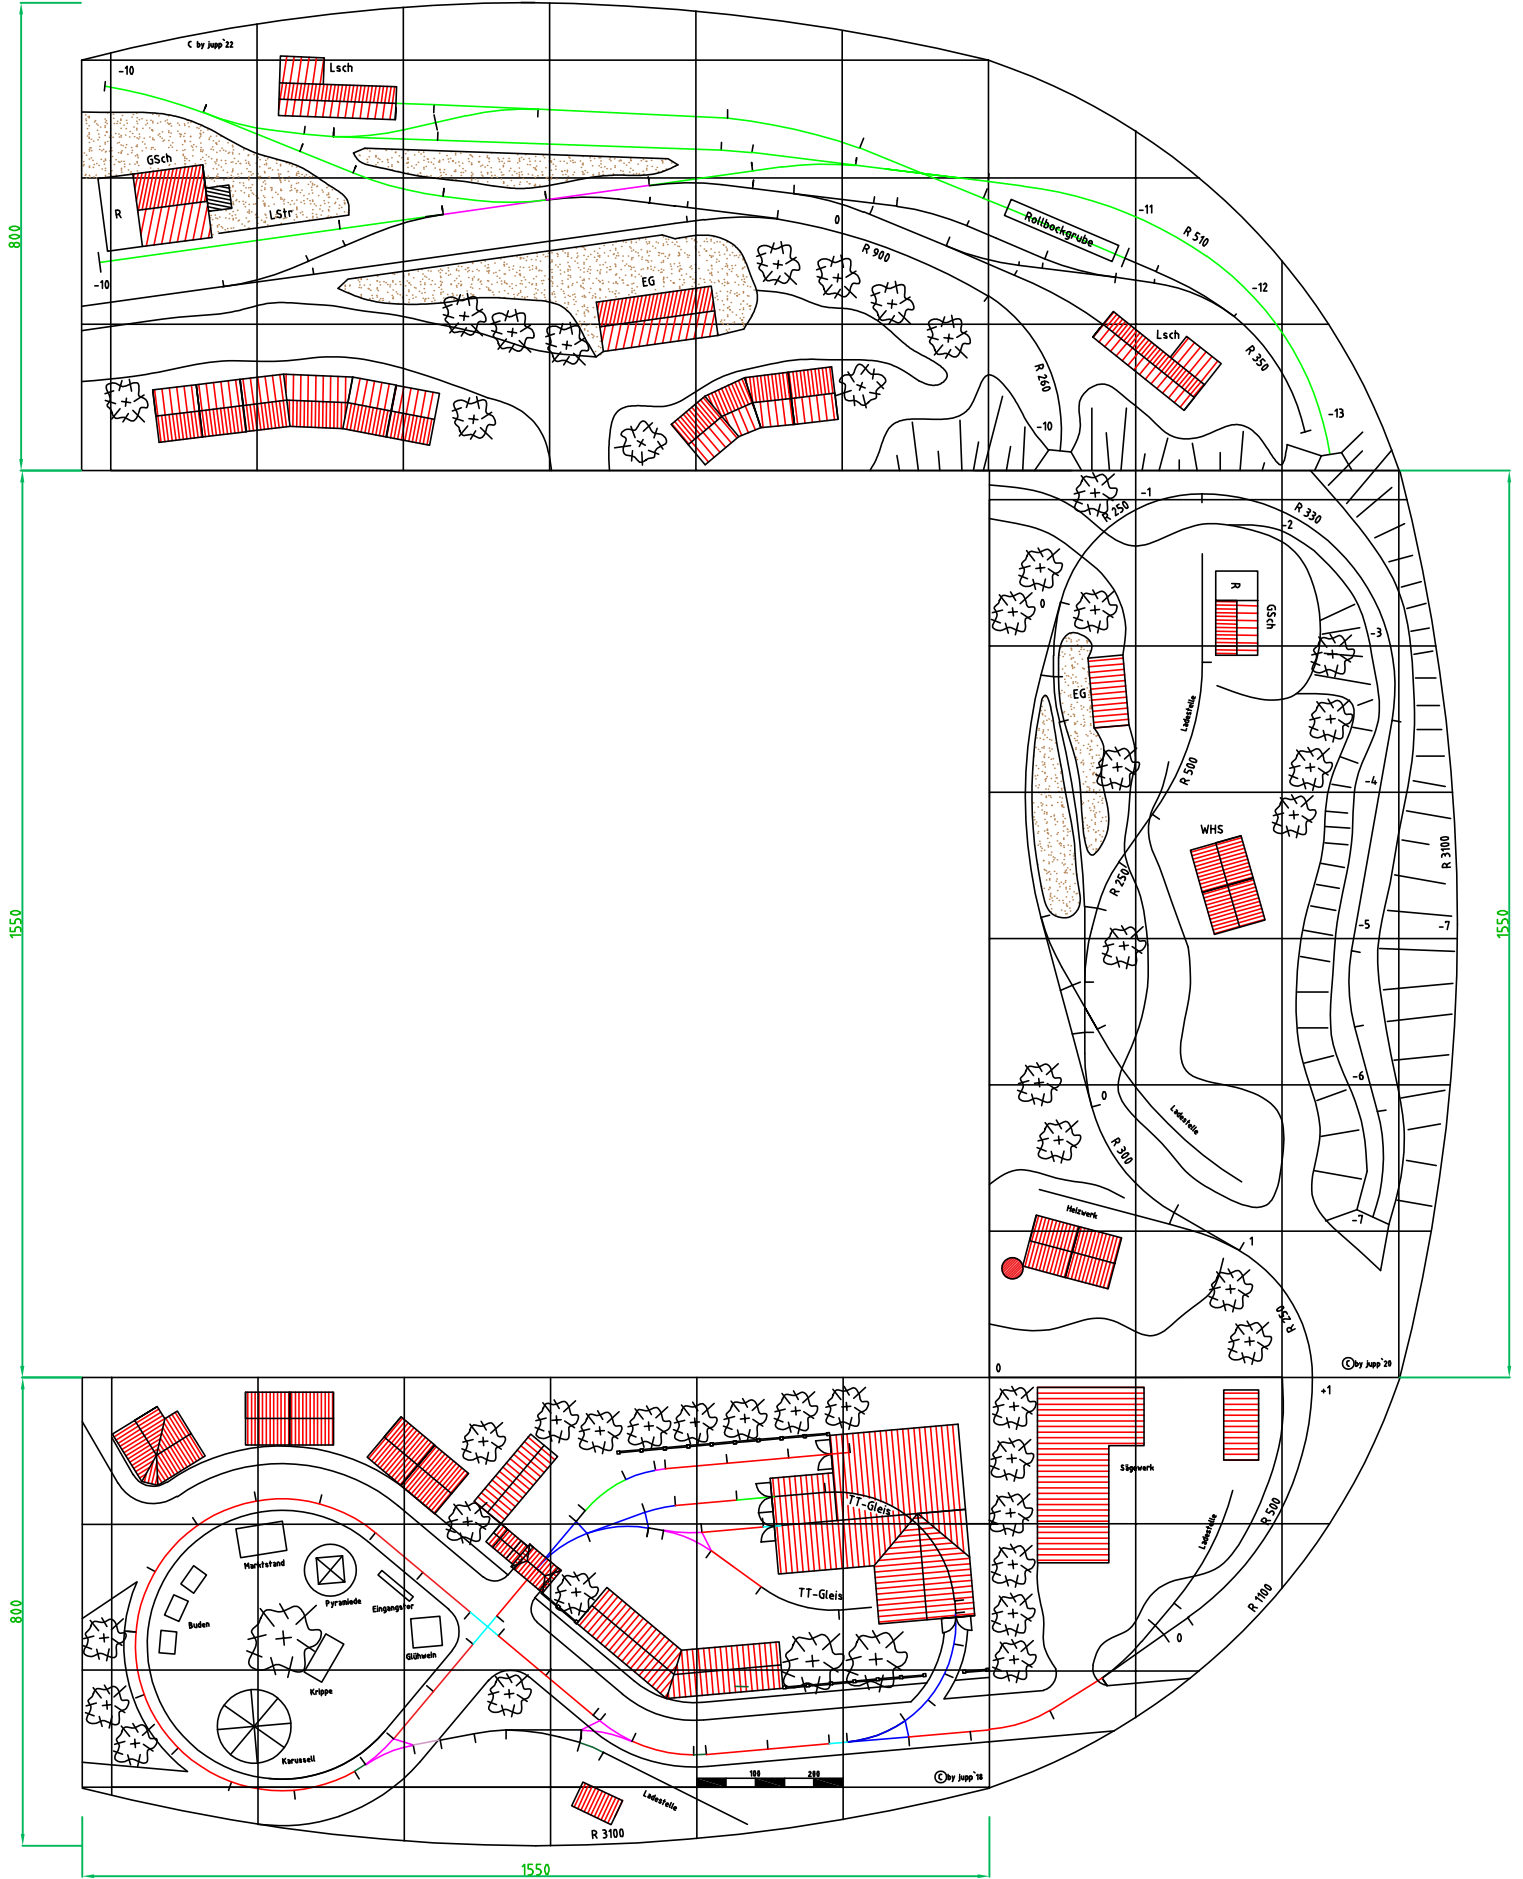 C by jupp`22
-10
Lsch
GSch
R
LStr
-10
EG
0
R 900
Rollbockgrube
-11
R 510
-12
Lsch
R 350
R 260
-10
-13
800
-1
R 250
R 330
-2
0
R
GSch
-3
EG
Ladestelle
R 500
-4
WHS
R 3100
R 250
-5
-7
1550
1550
-6
0
Ladestelle
R 300
Heizwerk
-7
1
R 250
0
©by jupp`20
+1
Sägewerk
TT-Gleis
Ladestelle
R 500
Marktstand
Pyramiede
Eingangstor
TT-Gleis
R 1100
800
Buden
Glühwein
0
Krippe
Karussell
100
200
©by jupp`18
Ladestelle
R 3100
1550